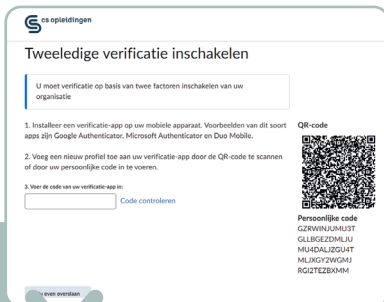 cs opleidingen
Tweeledige verificatie inschakelen
U moet verificatie op basis van twee factoren inschakelen van uw
organisatie
1. Installeer een verificatie-app op uw mobiele apparaat. Voorbeelden van dit soort
apps zijn Google Authenticator, Microsoft Authenticator en Duo Mobile.
2. Voeg een nieuw profiel toe aan uw verificatie-app door de QR-code te scannen
of door uw persoonlijke code in te voeren.
3. Voer de code van uw verificatie-app in:
Code controleren
QR-code
Persoonlijke code
GZRWINJUMU3T
GLLBGEZDMLJU
MU4DALJZGU4T
MLJXGY2WGMJ
RGI2TEZBXMM
even overslaan